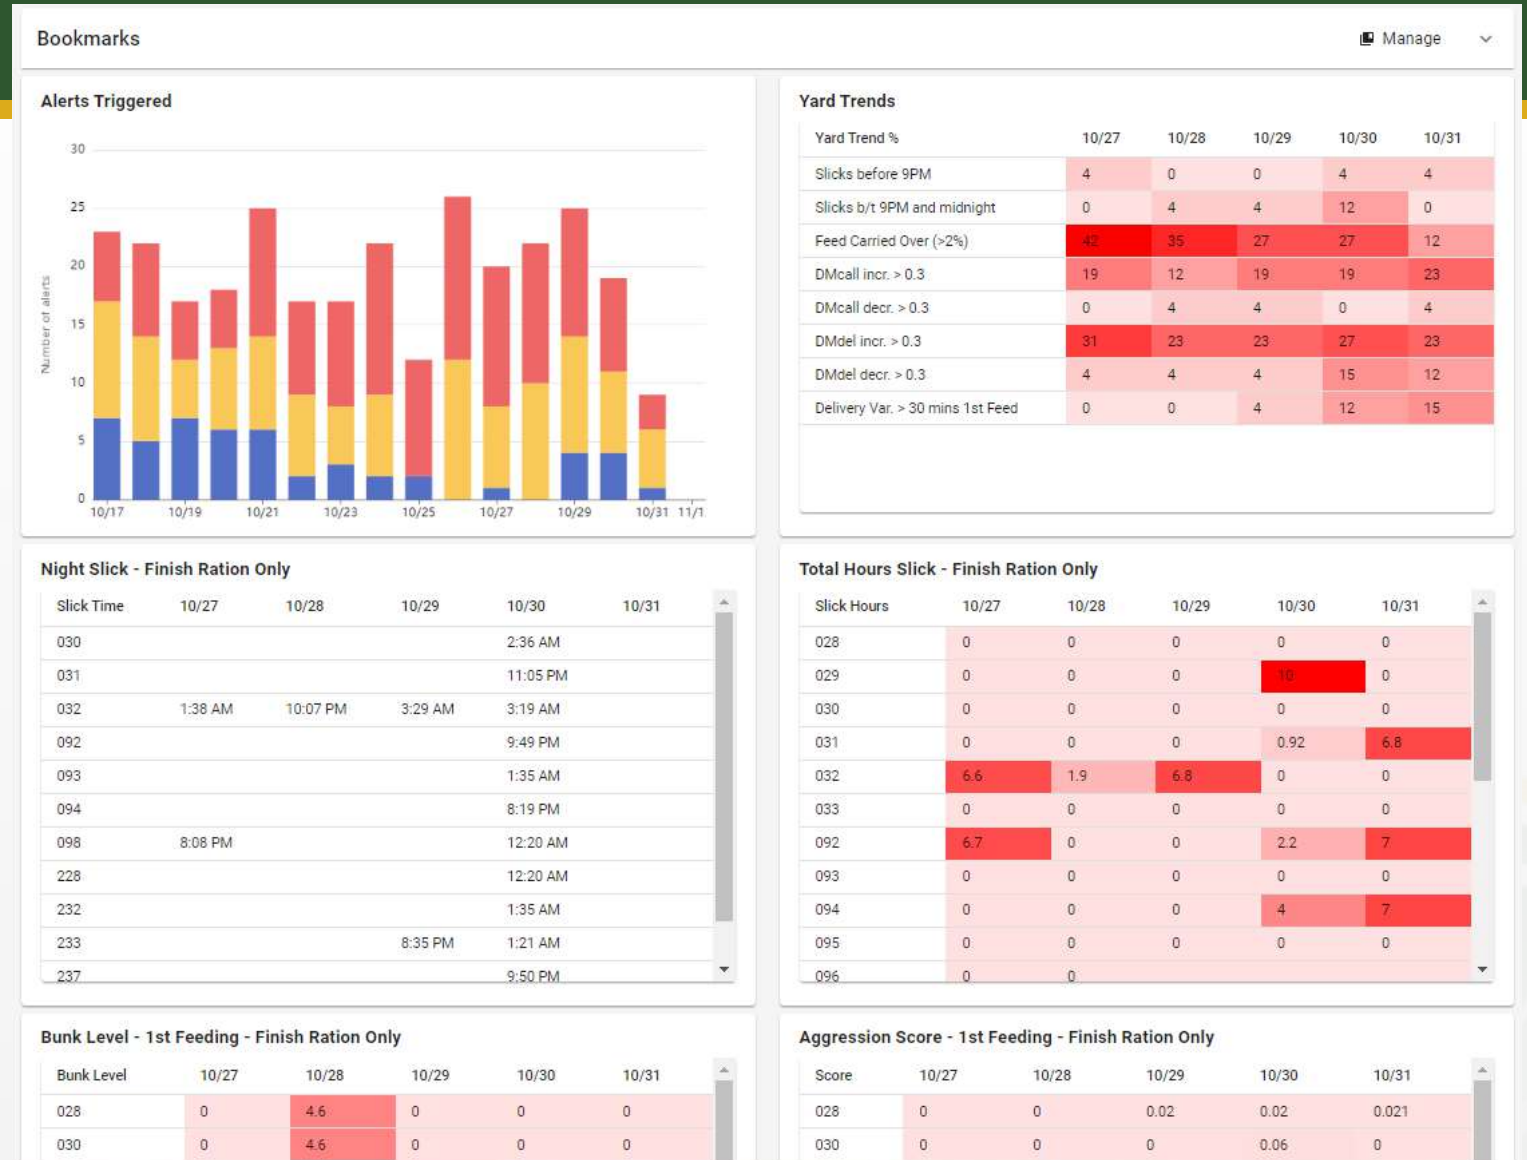 Bookmarks
Manage
Alerts Triggered
30
25
20
15
10
5
0
Number of alerts
10/17 10/19 10/21 10/23 10/25 10/27 10/29 10/31 11/1
Yard Trends
Yard Trend % 10/27 10/28 10/29 10/30 10/31
Slicks before 9PM 4 0 0 4 4
Slicks b/t 9PM and midnight 0 4 4 12 0
Feed Carried Over (>2%) 42 35 27 27 12
DMcall incr. > 0.3 19 12 19 19 23
DMcall decr. > 0.3 0 4 4 0 4
DMdel incr. > 0.3 31 23 23 27 23
DMdel decr. > 0.3 4 4 4 15 12
Delivery Var. > 30 mins 1st Feed 0 0 4 12 15
Night Slick - Finish Ration Only
Slick Time 10/27 10/28 10/29 10/30 10/31
030 2:36 AM
031 11:05 PM
032 1:38 AM 10:07 PM 3:29 AM 3:19 AM
092 9:49 PM
093 1:35 AM
094 8:19 PM
098 8:08 PM 12:20 AM
228 12:20 AM
232 1:35 AM
233 8:35 PM 1:21 AM
237 9:50 PM
Total Hours Slick - Finish Ration Only
Slick Hours 10/27 10/28 10/29 10/30 10/31
028 0 0 0 0 0
029 0 0 0 10 0
030 0 0 0 0 0
031 0 0 0 0.92 6.8
032 6.6 1.9 6.8 0 0
033 0 0 0 0 0
092 6.7 0 0 2.2 7
093 0 0 0 0 0
094 0 0 0 4 7
095 0 0 0 0 0
096 0 0
Bunk Level - 1st Feeding - Finish Ration Only
Bunk Level 10/27 10/28 10/29 10/30 10/31
028 0 4.6 0 0 0
030 0 4.6 0 0 0
Aggression Score - 1st Feeding - Finish Ration Only
Score 10/27 10/28 10/29 10/30 10/31
028 0 0 0.02 0.02 0.021
030 0 0 0 0.06 0